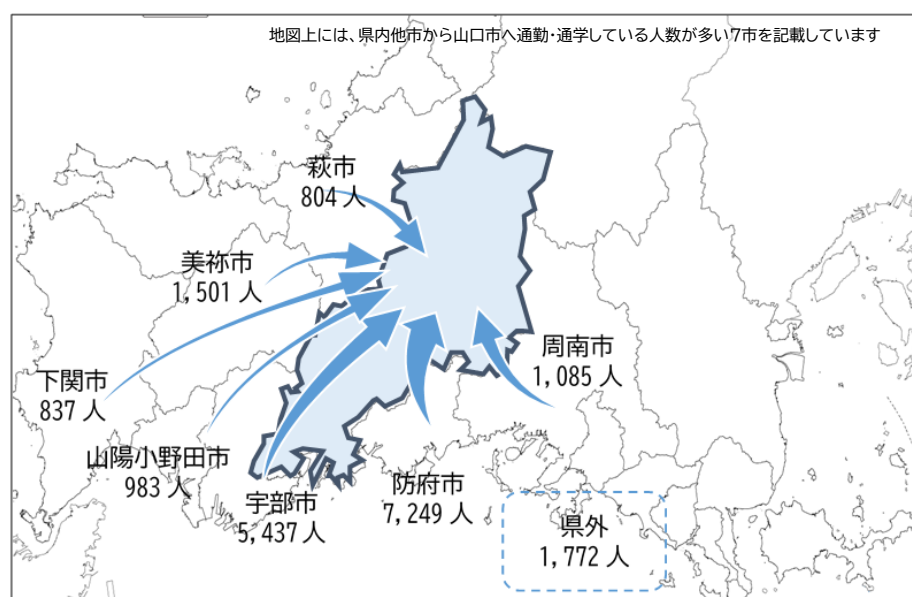 地図上には、県内他市から山口市へ通勤・通学している人数が多い7市を記載しています
萩市
804 人
美祢市
1,501 人
周南市
1,085 人
下関市
837 人
山陽小野田市
983 人
宇部市
5,437 人
防府市
7,249 人
県外
1,772 人